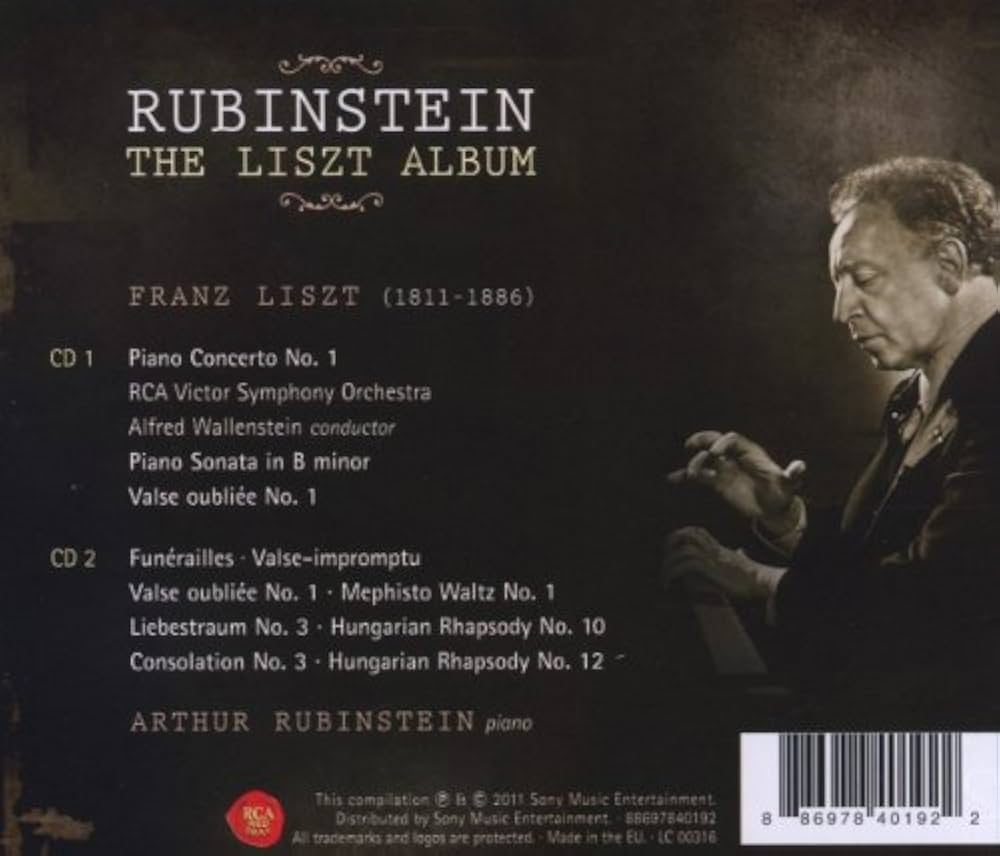 RUBINSTEIN
THE LISZT ALBUM
FRANZ LISZT (1811-1886)
CD 1 Piano Concerto No. 1
RCA Victor Symphony Orchestra
Alfred Wallenstein conductor
Piano Sonata in B minor
Valse oubliée No. 1
CD 2 Funérailles · Valse-impromptu
Valse oubliée No. 1 · Mephisto Waltz No. 1
Liebestraum No. 3 · Hungarian Rhapsody No. 10
Consolation No. 3 · Hungarian Rhapsody No. 12
ARTHUR RUBINSTEIN piano
RCA
RED
SEAL
This compilation ℗ & © 2011 Sony Music Entertainment.
Distributed by Sony Music Entertainment. · 88697840192
All trademarks and logos are protected. · Made in the EU. · LC 00316
8 86978 40192 2